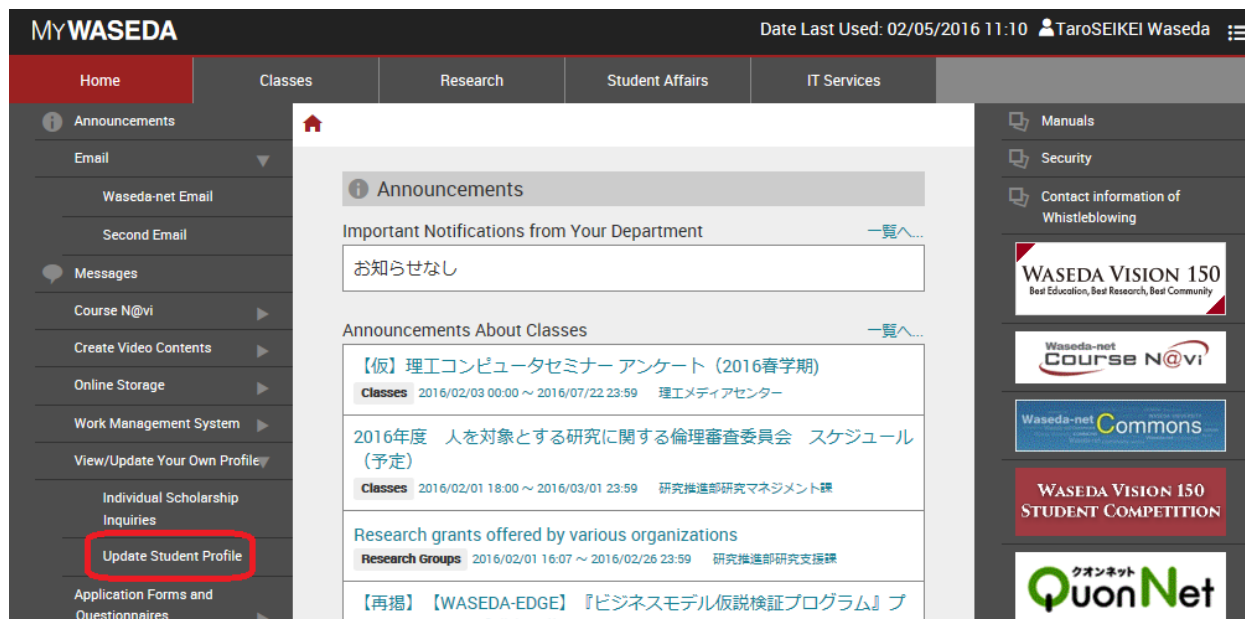 MYWASEDA
Date Last Used: 02/05/2016 11:10 TaroSEIKEI Waseda
Home
Classes
Research
Student Affairs
IT Services
Announcements
Email
Waseda-net Email
Second Email
Messages
Course N@vi
Create Video Contents
Online Storage
Work Management System
View/Update Your Own Profile
Individual Scholarship
Inquiries
Update Student Profile
Application Forms and
Questionnaires
Announcements
Important Notifications from Your Department
一覧へ...
お知らせなし
Announcements About Classes
一覧へ...
【仮】理工コンピュータセミナー アンケート（2016春学期)
Classes 2016/02/03 00:00 ～ 2016/07/22 23:59 理工メディアセンター
2016年度　人を対象とする研究に関する倫理審査委員会　スケジュール
（予定）
Classes 2016/02/01 18:00 ～ 2016/03/01 23:59 研究推進部研究マネジメント課
Research grants offered by various organizations
Research Groups 2016/02/01 16:07 ～ 2016/02/26 23:59 研究推進部研究支援課
【再掲】【WASEDA-EDGE】『ビジネスモデル仮説検証プログラム』プ
Manuals
Security
Contact information of
Whistleblowing
WASEDA VISION 150
Best Education, Best Research, Best Community
Waseda-net
Course N@vi
Waseda-net Commons
WASEDA VISION 150
STUDENT COMPETITION
クオンネット
QuonNet